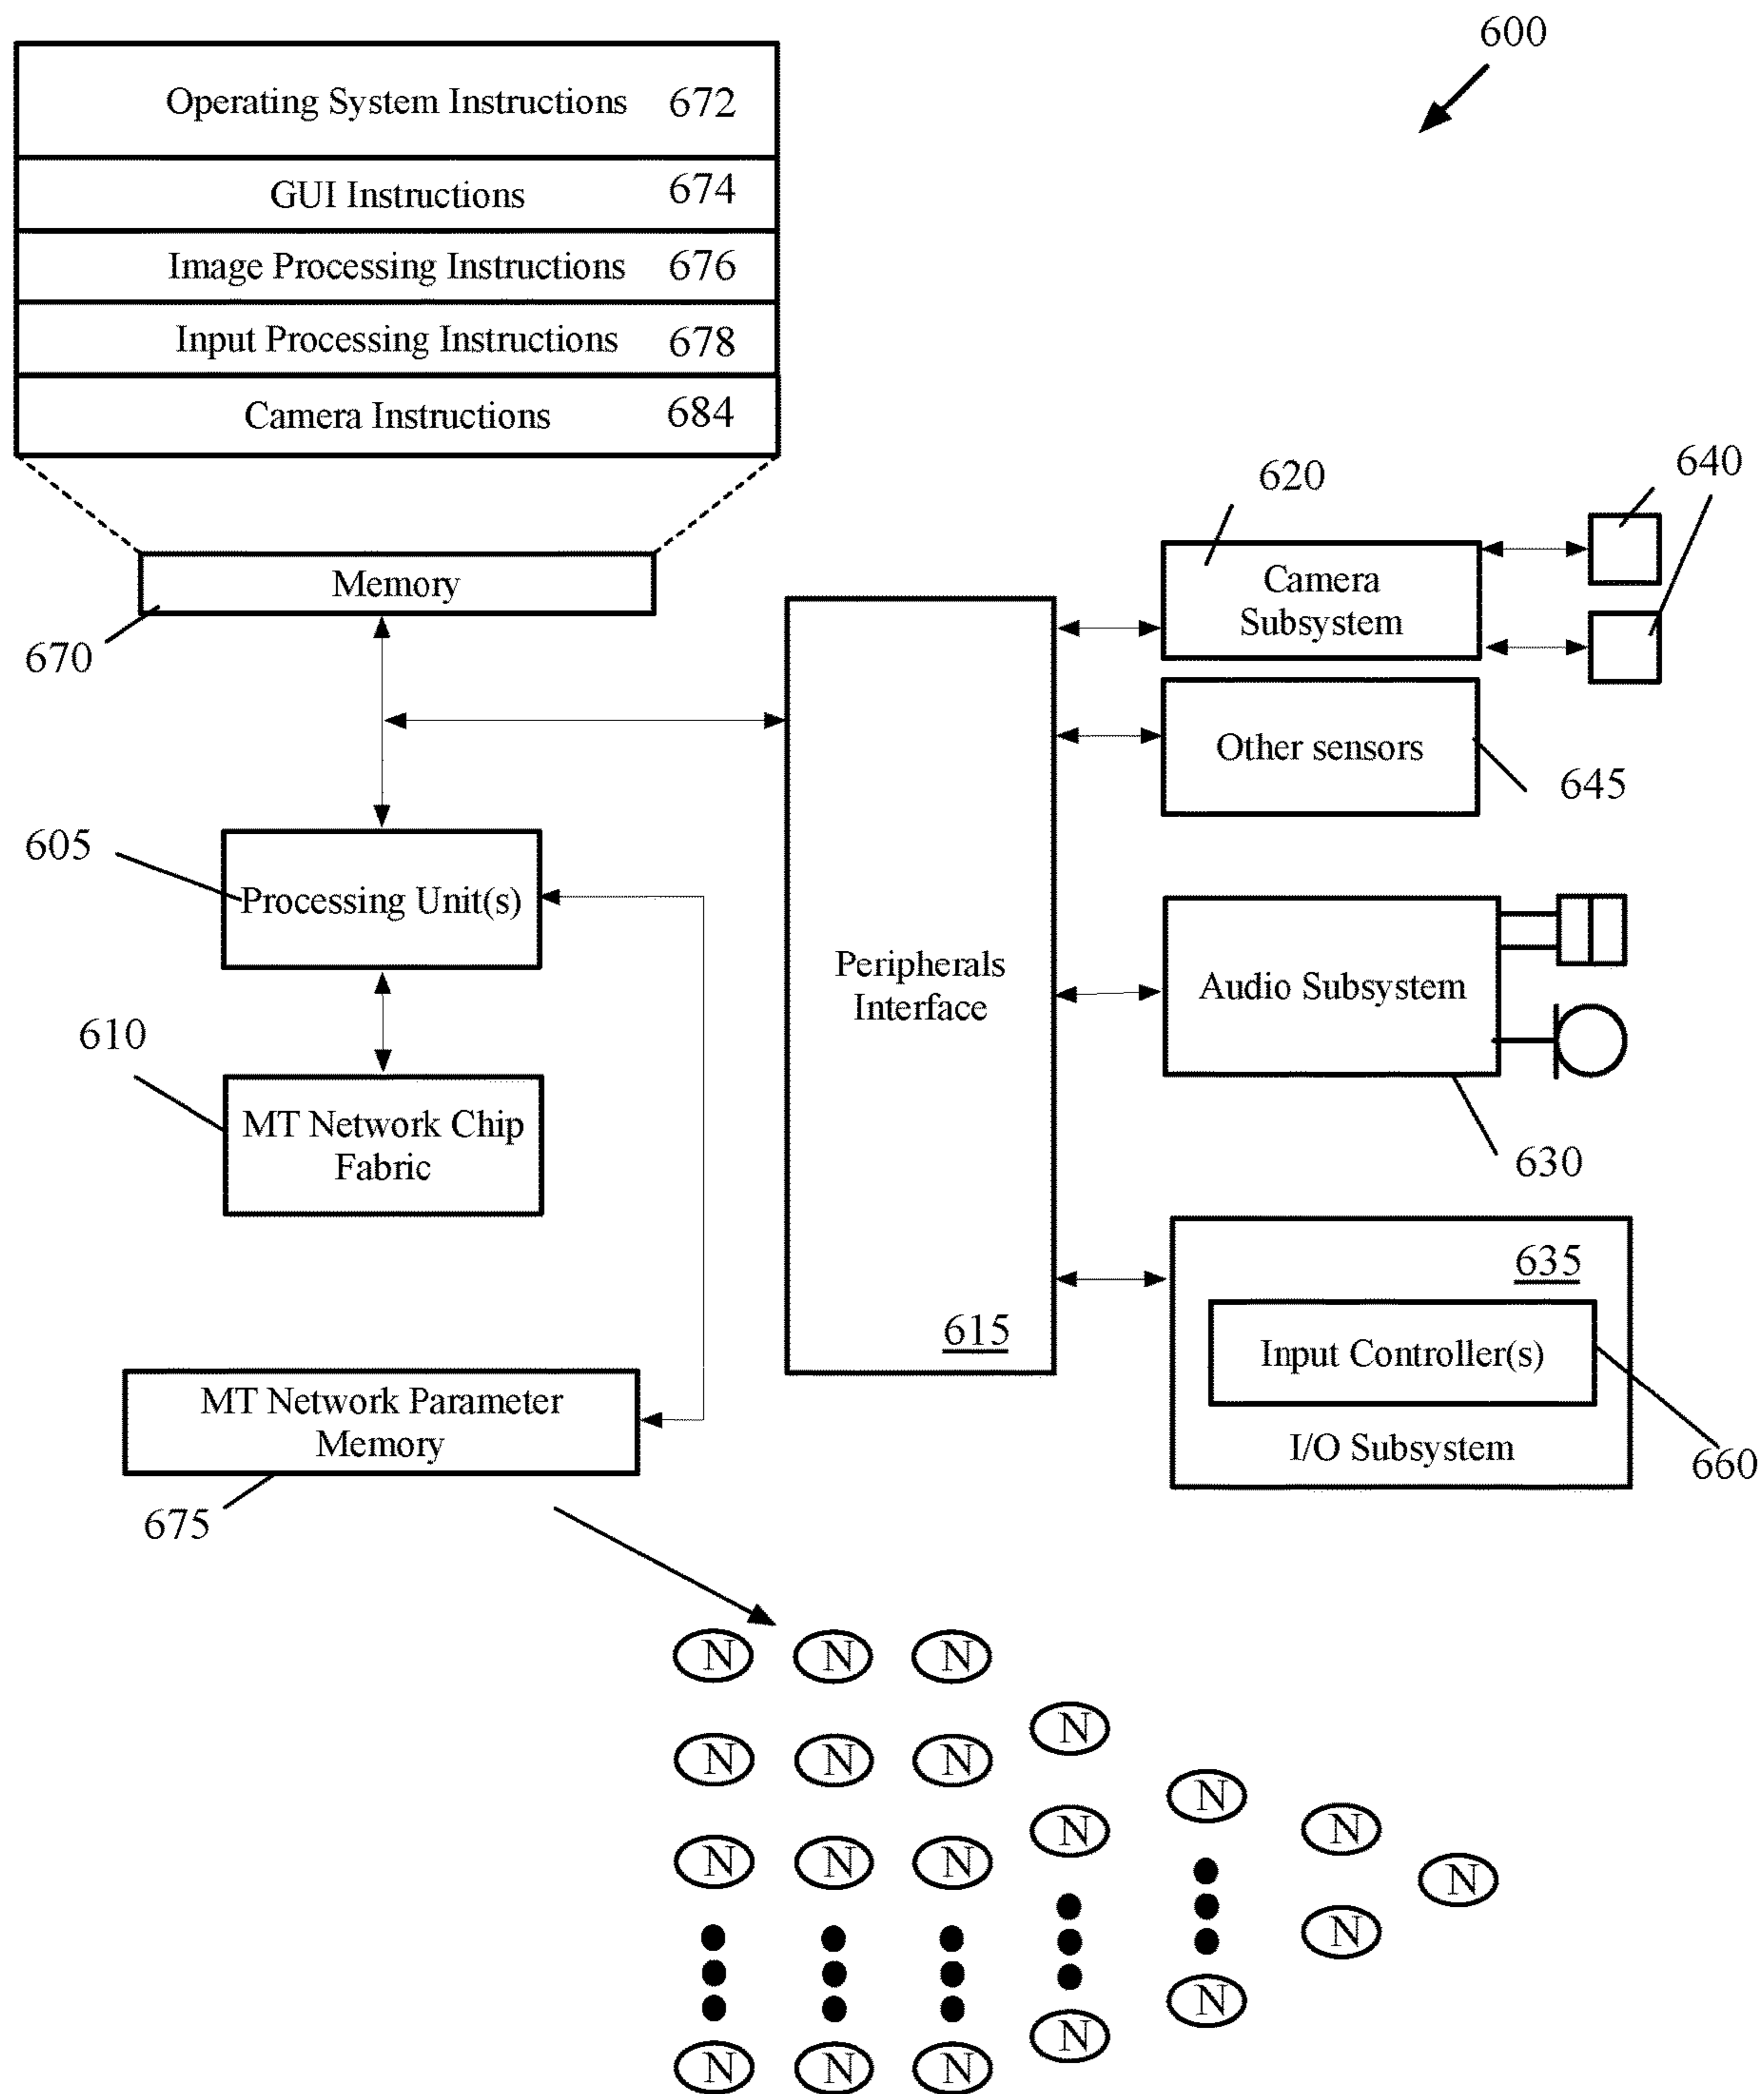 600
Operating System Instructions 672
GUI Instructions 674
Image Processing Instructions 676
Input Processing Instructions 678
Camera Instructions 684
Memory
670
620
640
Camera
Subsystem
Other sensors
645
605
Processing Unit(s)
610
MT Network Chip
Fabric
Peripherals
Interface
615
Audio Subsystem
630
635
Input Controller(s)
I/O Subsystem
660
MT Network Parameter
Memory
675
N N N
N
N N N
N
N
N
N N N
N
N
N
N
N
N N N